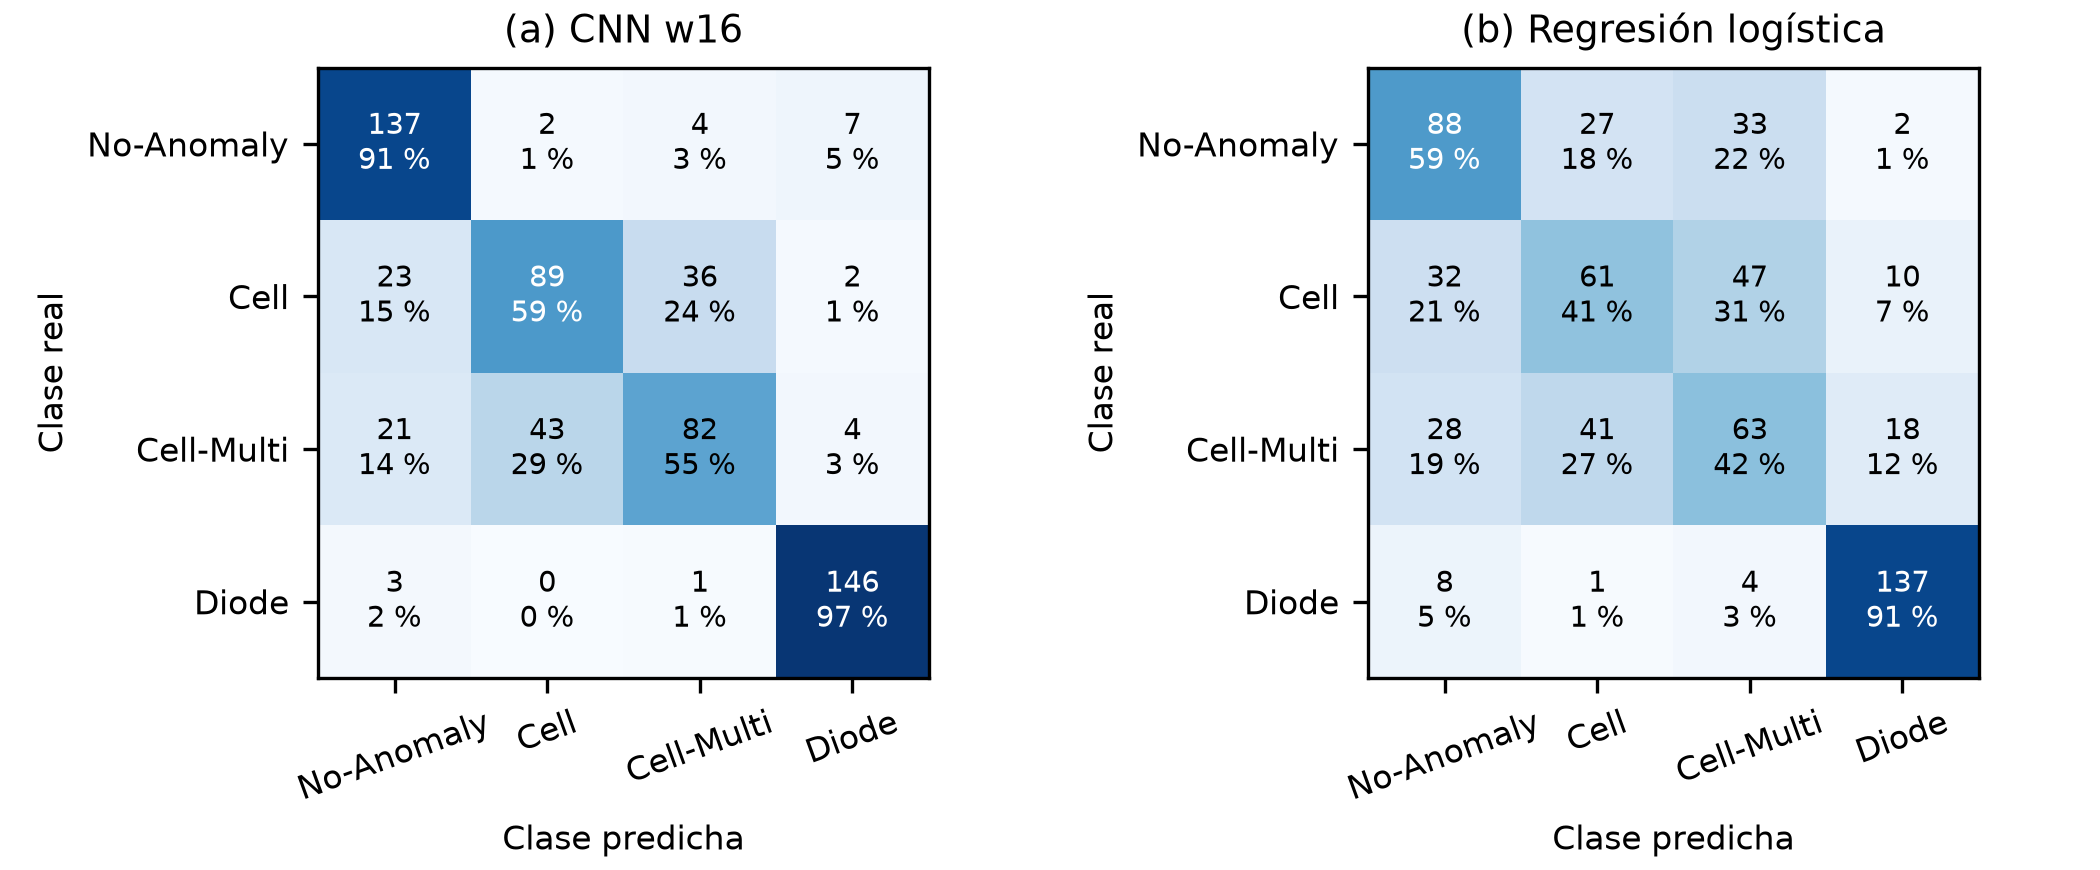 (a) CNN w16
Clase real
No-Anomaly
137 2 4 7
91 % 1 % 3 % 5 %
Cell
23 89 36 2
15 % 59 % 24 % 1 %
Cell-Multi
21 43 82 4
14 % 29 % 55 % 3 %
Diode
3 0 1 146
2 % 0 % 1 % 97 %
No-Anomaly Cell Cell-Multi Diode
Clase predicha
(b) Regresión logística
Clase real
No-Anomaly
88 27 33 2
59 % 18 % 22 % 1 %
Cell
32 61 47 10
21 % 41 % 31 % 7 %
Cell-Multi
28 41 63 18
19 % 27 % 42 % 12 %
Diode
8 1 4 137
5 % 1 % 3 % 91 %
No-Anomaly Cell Cell-Multi Diode
Clase predicha